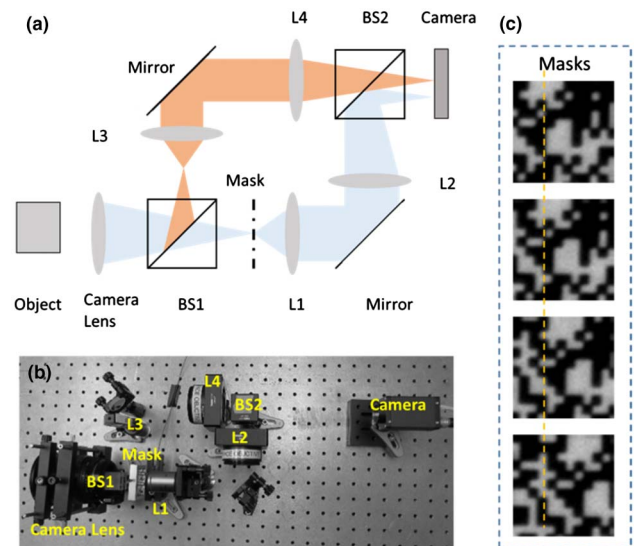 (a)
L4
BS2
Camera
Mirror
L3
Mask
L2
Object
Camera
Lens
BS1
L1
Mirror
(b)
L4
BS2
Camera
L3
L2
Mask
BS1
L1
Camera Lens
(c)
Masks